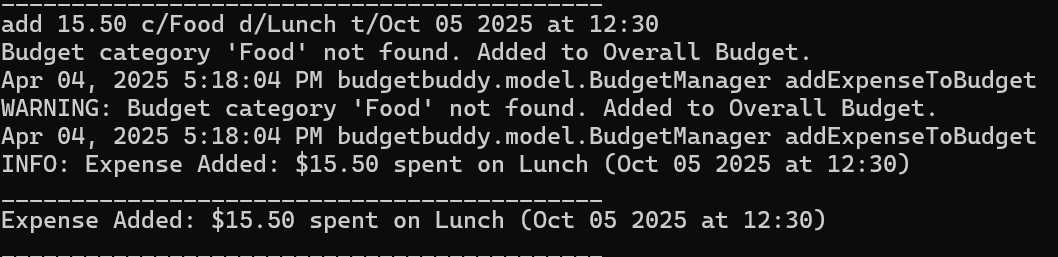 ___________________________________________
add 15.50 c/Food d/Lunch t/Oct 05 2025 at 12:30
Budget category 'Food' not found. Added to Overall Budget.
Apr 04, 2025 5:18:04 PM budgetbuddy.model.BudgetManager addExpenseToBudget
WARNING: Budget category 'Food' not found. Added to Overall Budget.
Apr 04, 2025 5:18:04 PM budgetbuddy.model.BudgetManager addExpenseToBudget
INFO: Expense Added: $15.50 spent on Lunch (Oct 05 2025 at 12:30)
___________________________________________
Expense Added: $15.50 spent on Lunch (Oct 05 2025 at 12:30)
___________________________________________